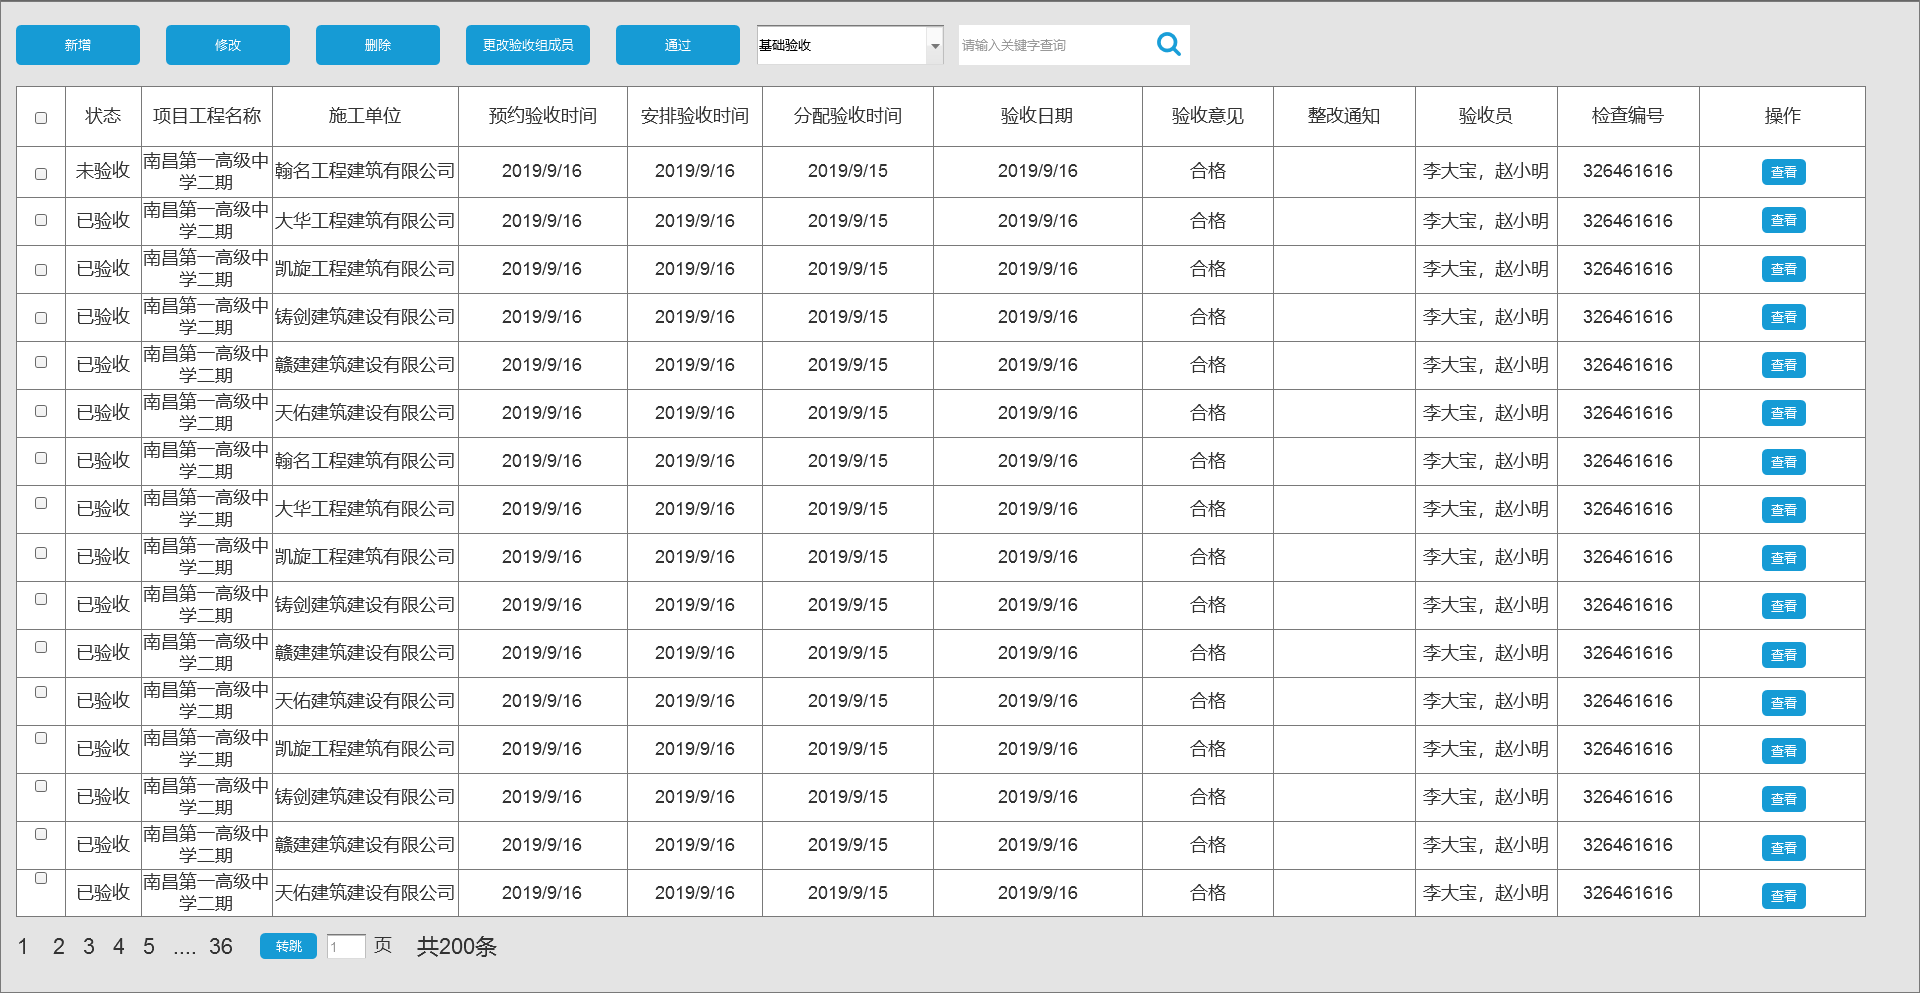 新增 修改 删除 更改验收组成员 通过 基础验收 请输入关键字查询
状态 项目工程名称 施工单位 预约验收时间 安排验收时间 分配验收时间 验收日期 验收意见 整改通知 验收员 检查编号 操作
未验收 南昌第一高级中学二期 翰名工程建筑有限公司 2019/9/16 2019/9/16 2019/9/15 2019/9/16 合格 李大宝，赵小明 326461616 查看
已验收 南昌第一高级中学二期 大华工程建筑有限公司 2019/9/16 2019/9/16 2019/9/15 2019/9/16 合格 李大宝，赵小明 326461616 查看
已验收 南昌第一高级中学二期 凯旋工程建筑有限公司 2019/9/16 2019/9/16 2019/9/15 2019/9/16 合格 李大宝，赵小明 326461616 查看
已验收 南昌第一高级中学二期 铸剑建筑建设有限公司 2019/9/16 2019/9/16 2019/9/15 2019/9/16 合格 李大宝，赵小明 326461616 查看
已验收 南昌第一高级中学二期 赣建建筑建设有限公司 2019/9/16 2019/9/16 2019/9/15 2019/9/16 合格 李大宝，赵小明 326461616 查看
已验收 南昌第一高级中学二期 天佑建筑建设有限公司 2019/9/16 2019/9/16 2019/9/15 2019/9/16 合格 李大宝，赵小明 326461616 查看
已验收 南昌第一高级中学二期 翰名工程建筑有限公司 2019/9/16 2019/9/16 2019/9/15 2019/9/16 合格 李大宝，赵小明 326461616 查看
已验收 南昌第一高级中学二期 大华工程建筑有限公司 2019/9/16 2019/9/16 2019/9/15 2019/9/16 合格 李大宝，赵小明 326461616 查看
已验收 南昌第一高级中学二期 凯旋工程建筑有限公司 2019/9/16 2019/9/16 2019/9/15 2019/9/16 合格 李大宝，赵小明 326461616 查看
已验收 南昌第一高级中学二期 铸剑建筑建设有限公司 2019/9/16 2019/9/16 2019/9/15 2019/9/16 合格 李大宝，赵小明 326461616 查看
已验收 南昌第一高级中学二期 赣建建筑建设有限公司 2019/9/16 2019/9/16 2019/9/15 2019/9/16 合格 李大宝，赵小明 326461616 查看
已验收 南昌第一高级中学二期 天佑建筑建设有限公司 2019/9/16 2019/9/16 2019/9/15 2019/9/16 合格 李大宝，赵小明 326461616 查看
已验收 南昌第一高级中学二期 凯旋工程建筑有限公司 2019/9/16 2019/9/16 2019/9/15 2019/9/16 合格 李大宝，赵小明 326461616 查看
已验收 南昌第一高级中学二期 铸剑建筑建设有限公司 2019/9/16 2019/9/16 2019/9/15 2019/9/16 合格 李大宝，赵小明 326461616 查看
已验收 南昌第一高级中学二期 赣建建筑建设有限公司 2019/9/16 2019/9/16 2019/9/15 2019/9/16 合格 李大宝，赵小明 326461616 查看
已验收 南昌第一高级中学二期 天佑建筑建设有限公司 2019/9/16 2019/9/16 2019/9/15 2019/9/16 合格 李大宝，赵小明 326461616 查看
1 2 3 4 5 .... 36 转跳 1 页 共200条